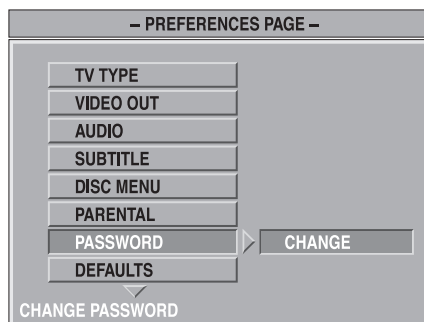 – PREFERENCES PAGE –
TV TYPE
VIDEO OUT
AUDIO
SUBTITLE
DISC MENU
PARENTAL
PASSWORD CHANGE
DEFAULTS
CHANGE PASSWORD